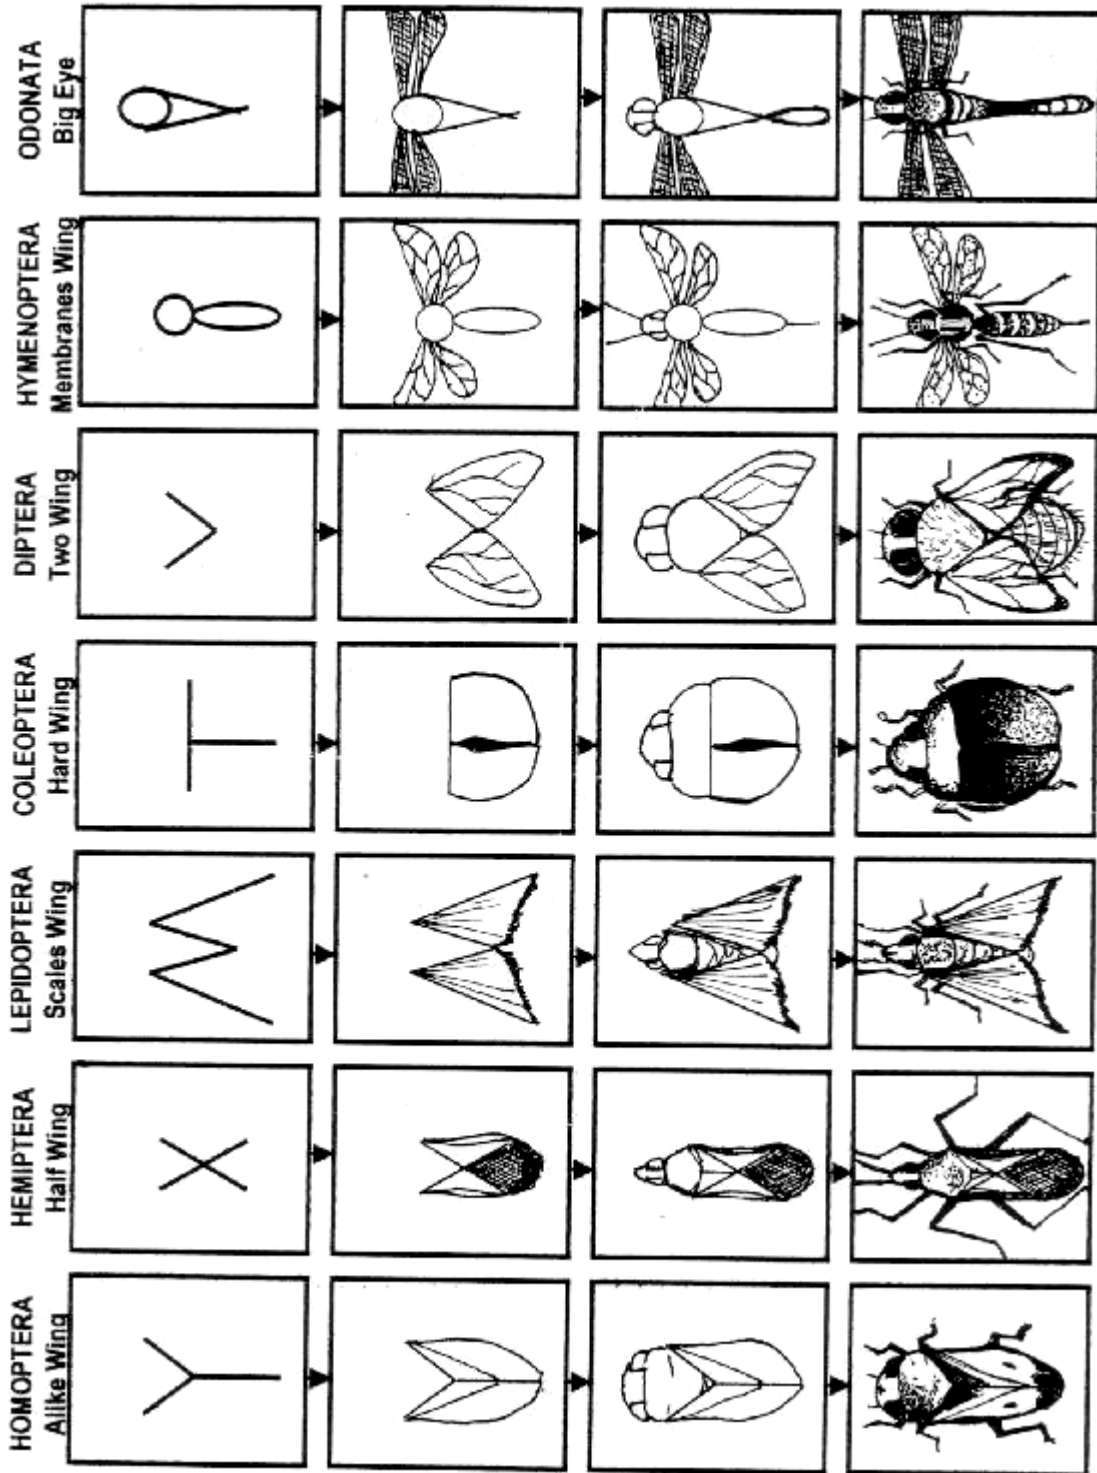 ODONATA
Big Eye
HYMENOPTERA
Membranes Wing
DIPTERA
Two Wing
COLEOPTERA
Hard Wing
LEPIDOPTERA
Scales Wing
HEMIPTERA
Half Wing
HOMOPTERA
Alike Wing